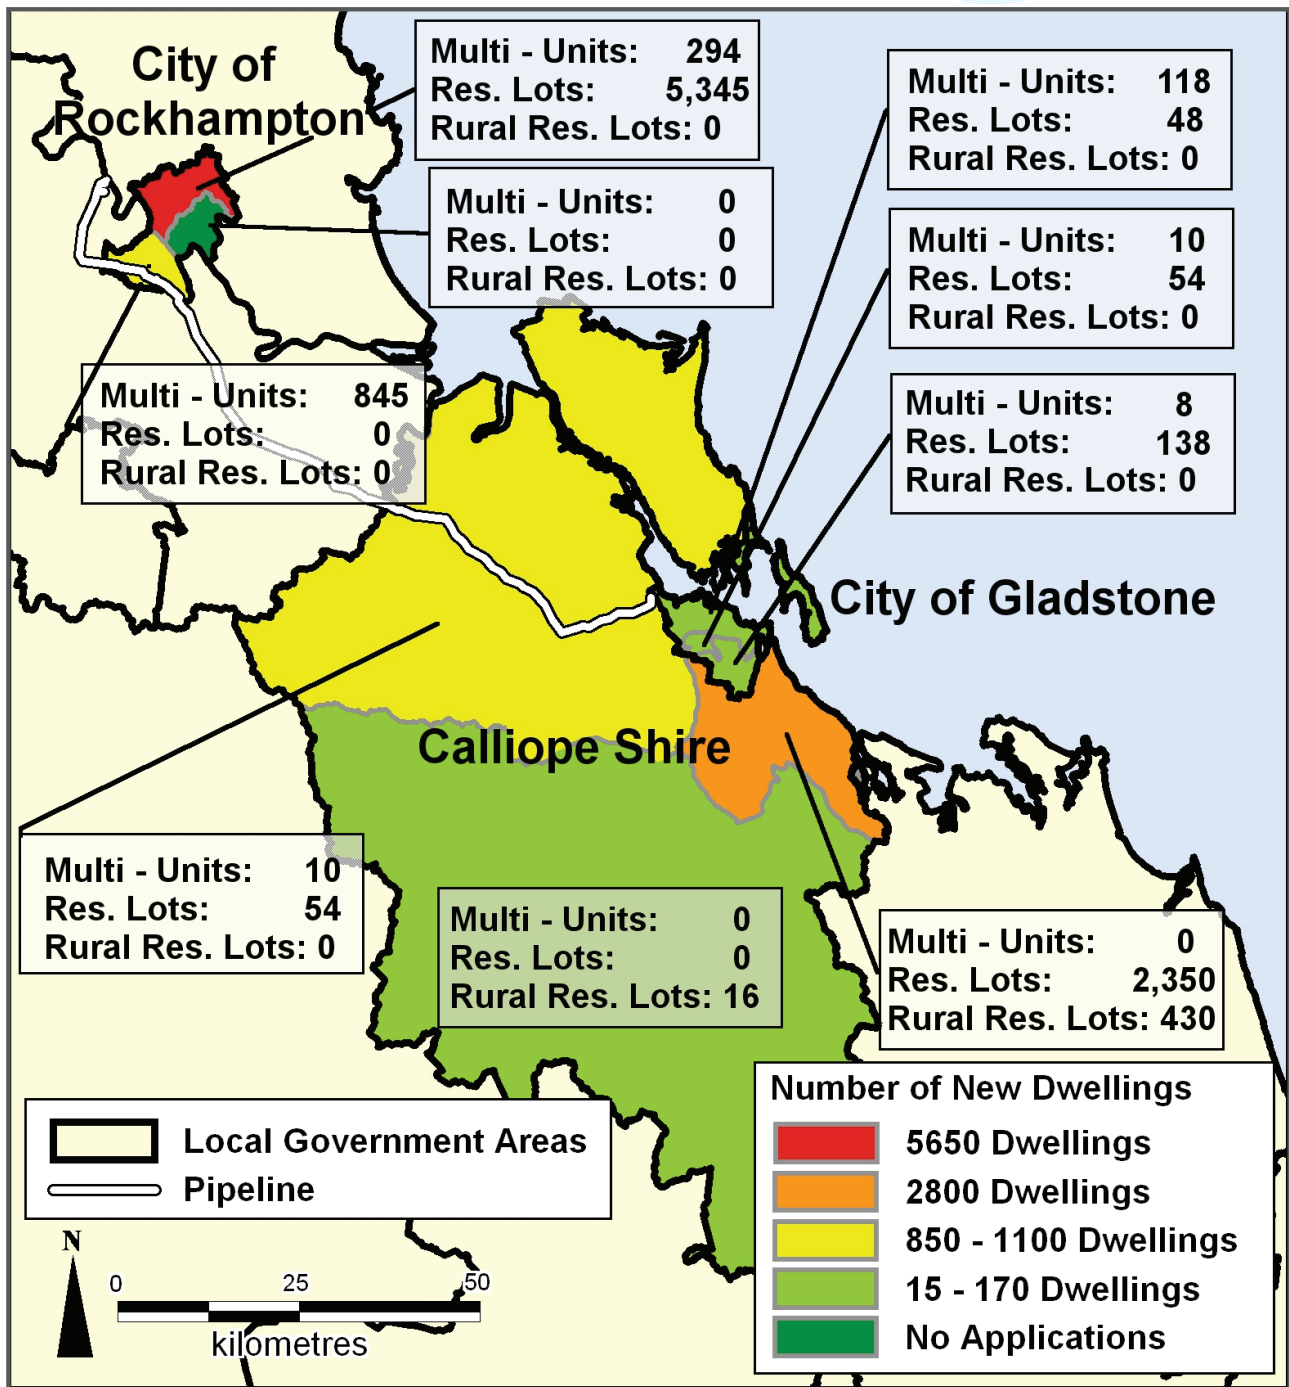 City of
Rockhampton
Multi - Units: 294
Res. Lots: 5,345
Rural Res. Lots: 0
Multi - Units: 0
Res. Lots: 0
Rural Res. Lots: 0
Multi - Units: 118
Res. Lots: 48
Rural Res. Lots: 0
Multi - Units: 10
Res. Lots: 54
Rural Res. Lots: 0
Multi - Units: 8
Res. Lots: 138
Rural Res. Lots: 0
Multi - Units: 845
Res. Lots: 0
Rural Res. Lots: 0
City of Gladstone
Calliope Shire
Multi - Units: 10
Res. Lots: 54
Rural Res. Lots: 0
Multi - Units: 0
Res. Lots: 0
Rural Res. Lots: 16
Multi - Units: 0
Res. Lots: 2,350
Rural Res. Lots: 430
Local Government Areas
Pipeline
N
0 25 50
kilometres
Number of New Dwellings
5650 Dwellings
2800 Dwellings
850 - 1100 Dwellings
15 - 170 Dwellings
No Applications